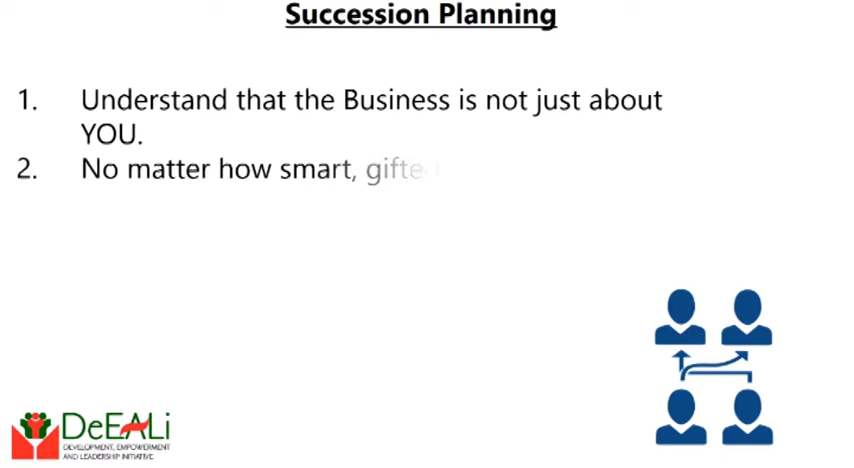 Succession Planning
1. Understand that the Business is not just about
YOU.
2. No matter how smart,
DeEALi
DEVELOPMENT, EMPOWERMENT
AND LEADERSHIP INITIATIVE